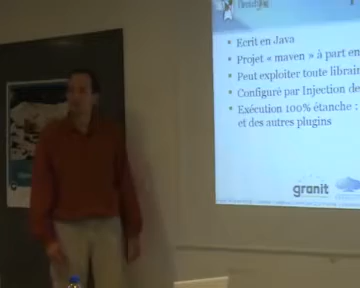 • Ecrit en Java
• Projet « maven » à part en
• Peut exploiter toute librai
• Configuré par Injection de
• Exécution 100% étanche :
et des autres plugins
granit